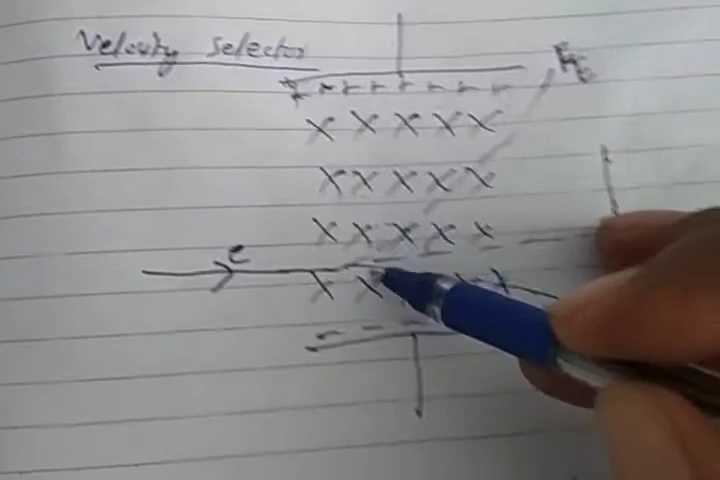 Velocity selector
+ + + + + + + +
X X X X X
X X X X X
X X X X X
e
X X X X